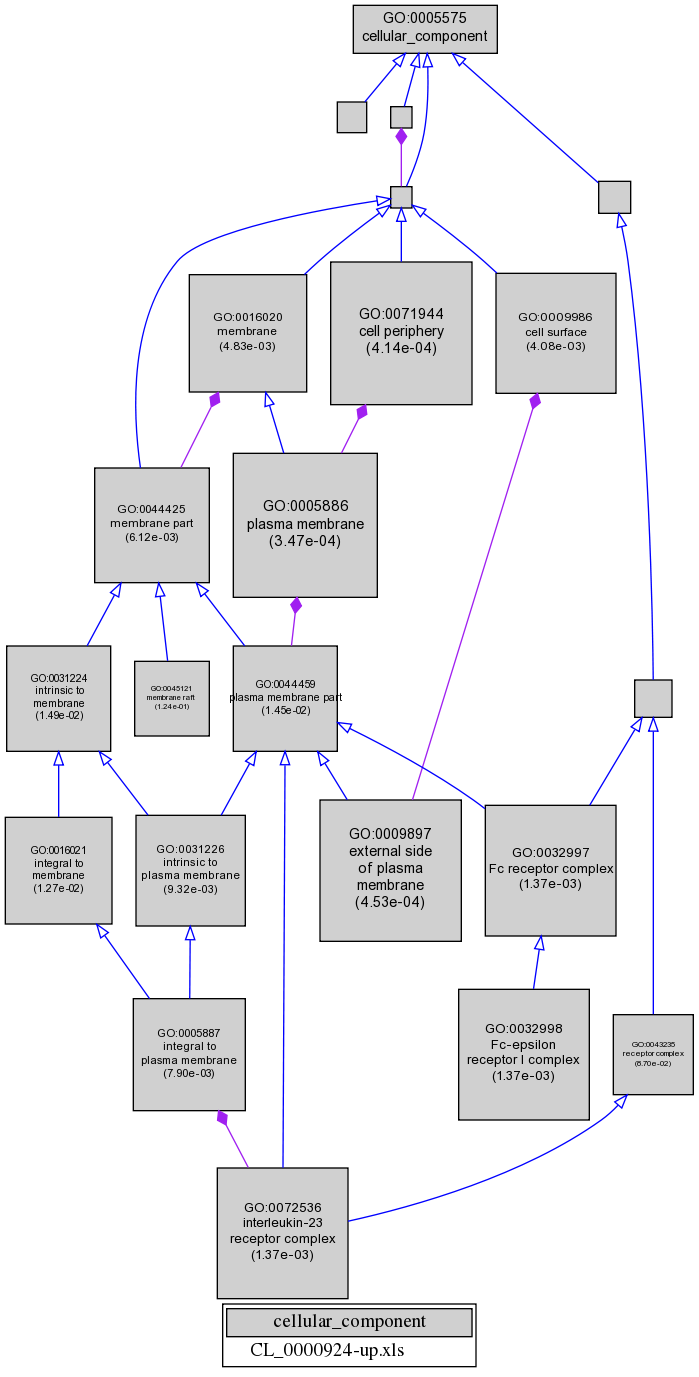 GO:0005575
cellular_component
GO:0016020
membrane
(4.83e-03)
GO:0071944
cell periphery
(4.14e-04)
GO:0009986
cell surface
(4.08e-03)
GO:0044425
membrane part
(6.12e-03)
GO:0005886
plasma membrane
(3.47e-04)
GO:0031224
intrinsic to
membrane
(1.49e-02)
GO:0045121
membrane raft
(1.24e-01)
GO:0044459
plasma membrane part
(1.45e-02)
GO:0016021
integral to
membrane
(1.27e-02)
GO:0031226
intrinsic to
plasma membrane
(9.32e-03)
GO:0009897
external side
of plasma
membrane
(4.53e-04)
GO:0032997
Fc receptor complex
(1.37e-03)
GO:0005887
integral to
plasma membrane
(7.90e-03)
GO:0032998
Fc-epsilon
receptor I complex
(1.37e-03)
GO:0043235
receptor complex
GO:0072536
interleukin-23
receptor complex
(1.37e-03)
cellular_component
CL_0000924-up.xls